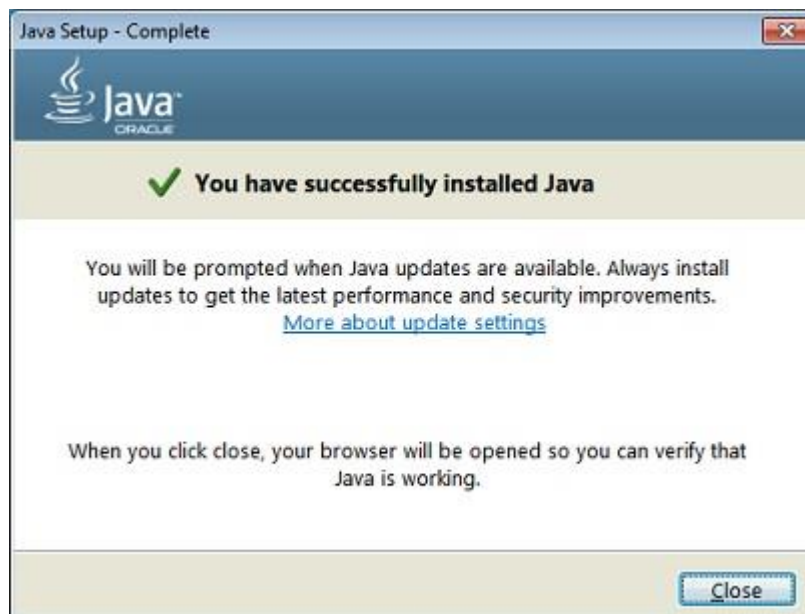 Java Setup - Complete
Java™
ORACLE
You have successfully installed Java
You will be prompted when Java updates are available. Always install
updates to get the latest performance and security improvements.
More about update settings
When you click close, your browser will be opened so you can verify that
Java is working.
Close